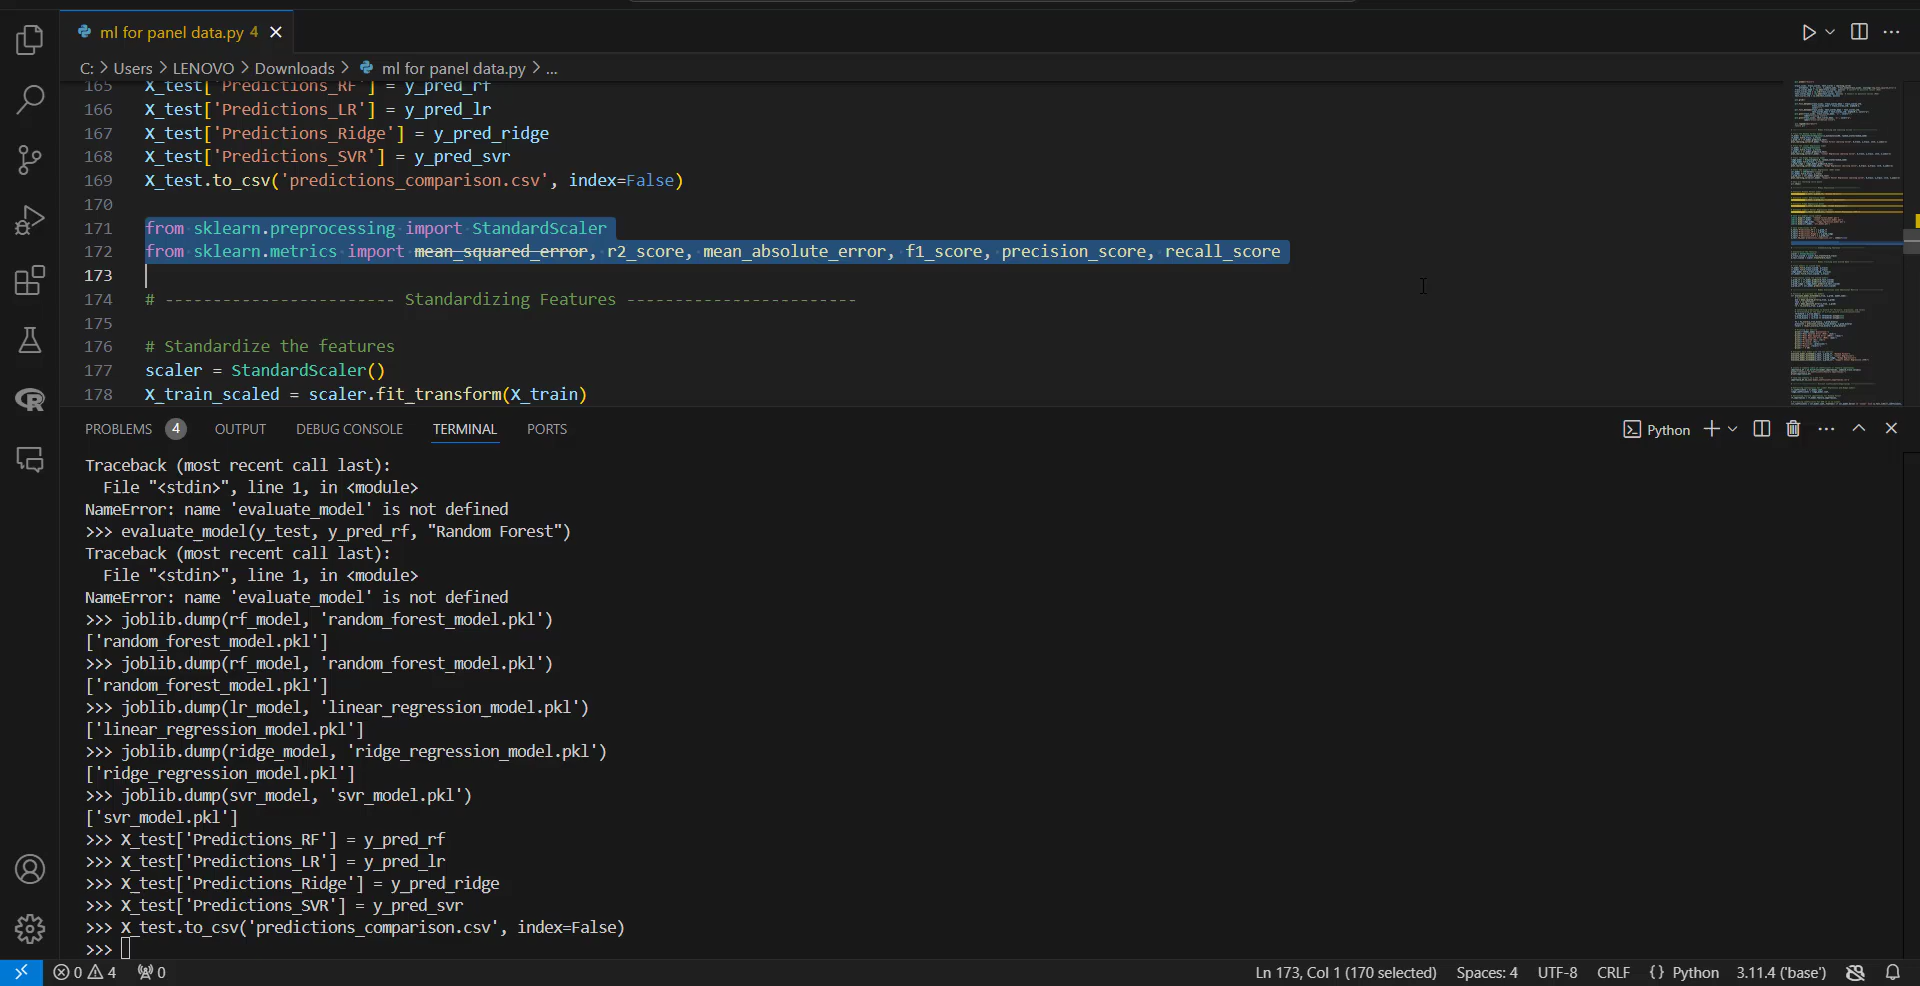 ml for panel data.py 4
C: > Users > LENOVO > Downloads > ml for panel data.py > ...
165 X_test['Predictions_RF'] = y_pred_rf
166 X_test['Predictions_LR'] = y_pred_lr
167 X_test['Predictions_Ridge'] = y_pred_ridge
168 X_test['Predictions_SVR'] = y_pred_svr
169 X_test.to_csv('predictions_comparison.csv', index=False)
170
171 from sklearn.preprocessing import StandardScaler
172 from sklearn.metrics import mean_squared_error, r2_score, mean_absolute_error, f1_score, precision_score, recall_score
173
174 # ------------------------ Standardizing Features ------------------------
175
176 # Standardize the features
177 scaler = StandardScaler()
178 X_train_scaled = scaler.fit_transform(X_train)
PROBLEMS 4 OUTPUT DEBUG CONSOLE TERMINAL PORTS Python
Traceback (most recent call last):
File "<stdin>", line 1, in <module>
NameError: name 'evaluate_model' is not defined
>>> evaluate_model(y_test, y_pred_rf, "Random Forest")
Traceback (most recent call last):
File "<stdin>", line 1, in <module>
NameError: name 'evaluate_model' is not defined
>>> joblib.dump(rf_model, 'random_forest_model.pkl')
['random_forest_model.pkl']
>>> joblib.dump(rf_model, 'random_forest_model.pkl')
['random_forest_model.pkl']
>>> joblib.dump(lr_model, 'linear_regression_model.pkl')
['linear_regression_model.pkl']
>>> joblib.dump(ridge_model, 'ridge_regression_model.pkl')
['ridge_regression_model.pkl']
>>> joblib.dump(svr_model, 'svr_model.pkl')
['svr_model.pkl']
>>> X_test['Predictions_RF'] = y_pred_rf
>>> X_test['Predictions_LR'] = y_pred_lr
>>> X_test['Predictions_Ridge'] = y_pred_ridge
>>> X_test['Predictions_SVR'] = y_pred_svr
>>> X_test.to_csv('predictions_comparison.csv', index=False)
>>>
0 4 0 Ln 173, Col 1 (170 selected) Spaces: 4 UTF-8 CRLF {} Python 3.11.4 ('base')